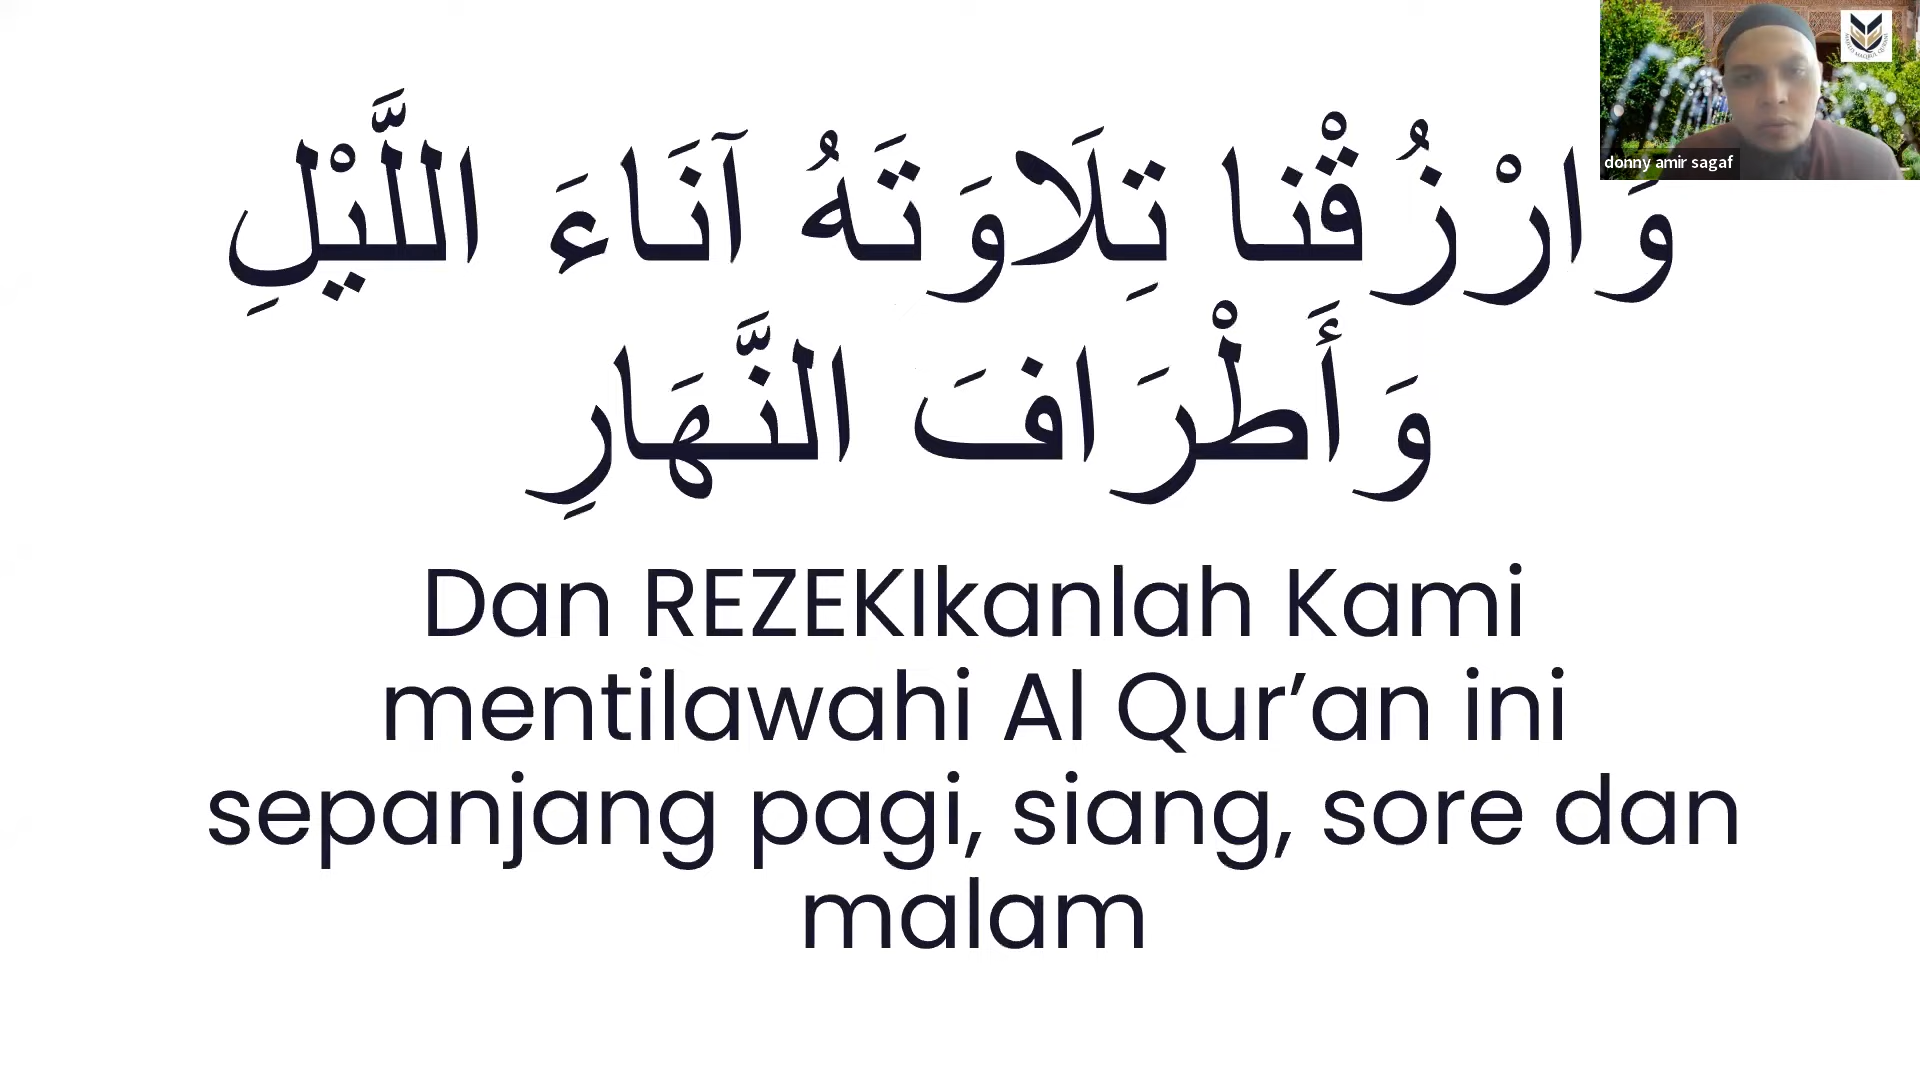 وَارْزُقْنا تِلَاوَتَهُ آنَاءَ اللَّيْلِ
وَأَطْرَافَ النَّهَارِ
Dan REZEKIkanlah Kami
mentilawahi Al Qur’an ini
sepanjang pagi, siang, sore dan
malam
donny amir sagaf